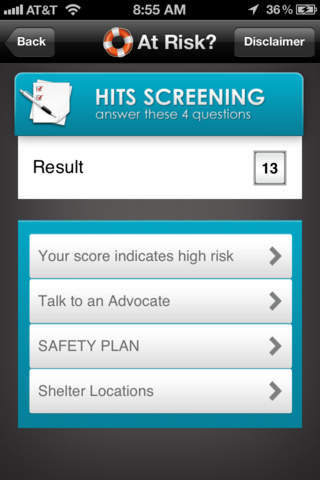 AT&T 8:55 AM 36%
Back At Risk? Disclaimer
HITS SCREENING
answer these 4 questions
Result 13
Your score indicates high risk
Talk to an Advocate
SAFETY PLAN
Shelter Locations